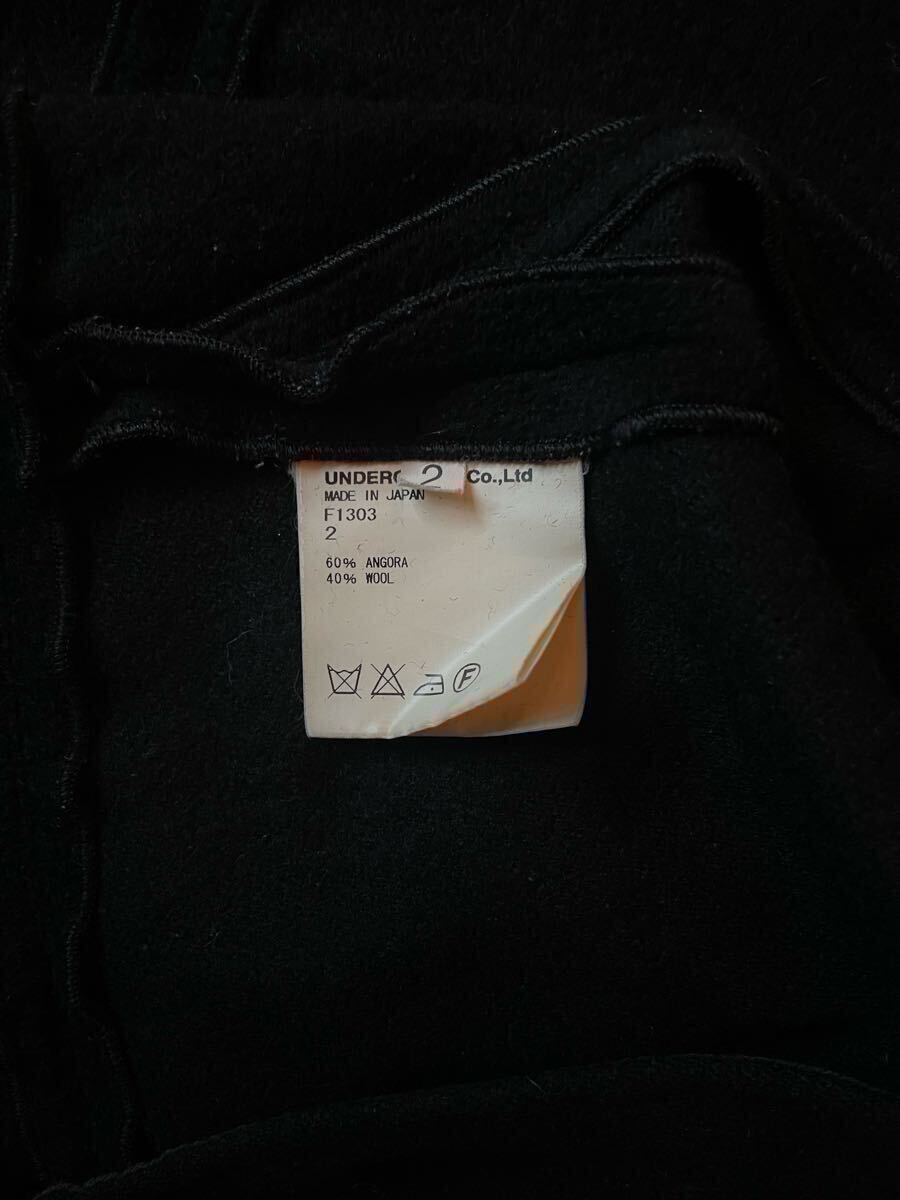 UNDERC 2 Co.,Ltd
MADE IN JAPAN
F1303
2
60% ANGORA
40% WOOL
F